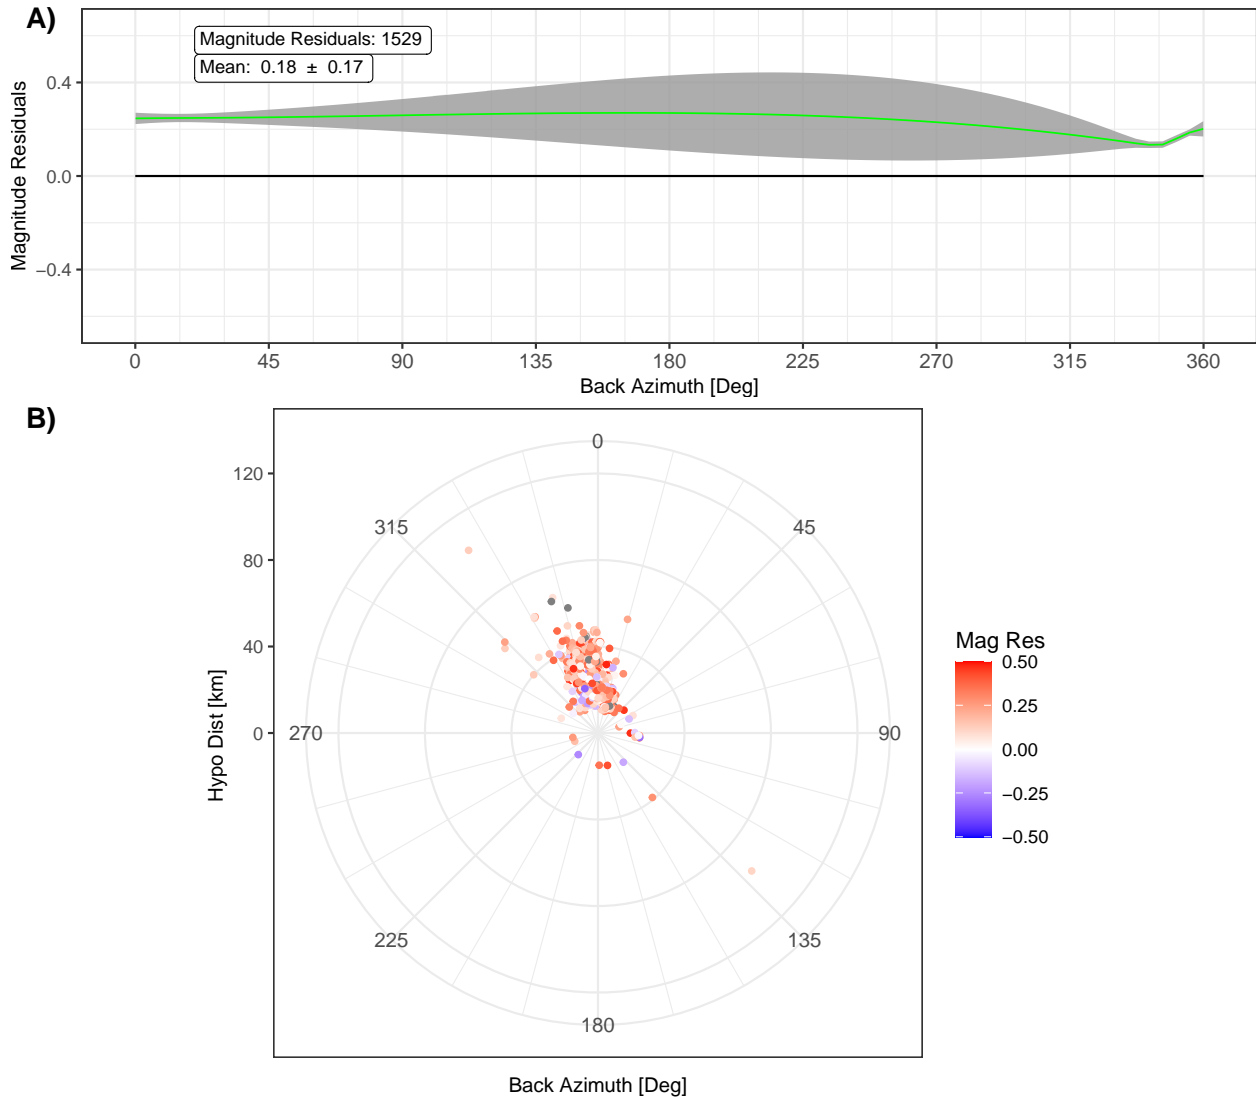 A)
Magnitude Residuals: 1529
Mean: 0.18 ± 0.17
Magnitude Residuals
0.4
0.0
−0.4
0 45 90 135 180 225 270 315 360
Back Azimuth [Deg]
B)
Hypo Dist [km]
120
80
40
0
0
45
90
135
180
225
270
315
Back Azimuth [Deg]
Mag Res
0.50
0.25
0.00
−0.25
−0.50